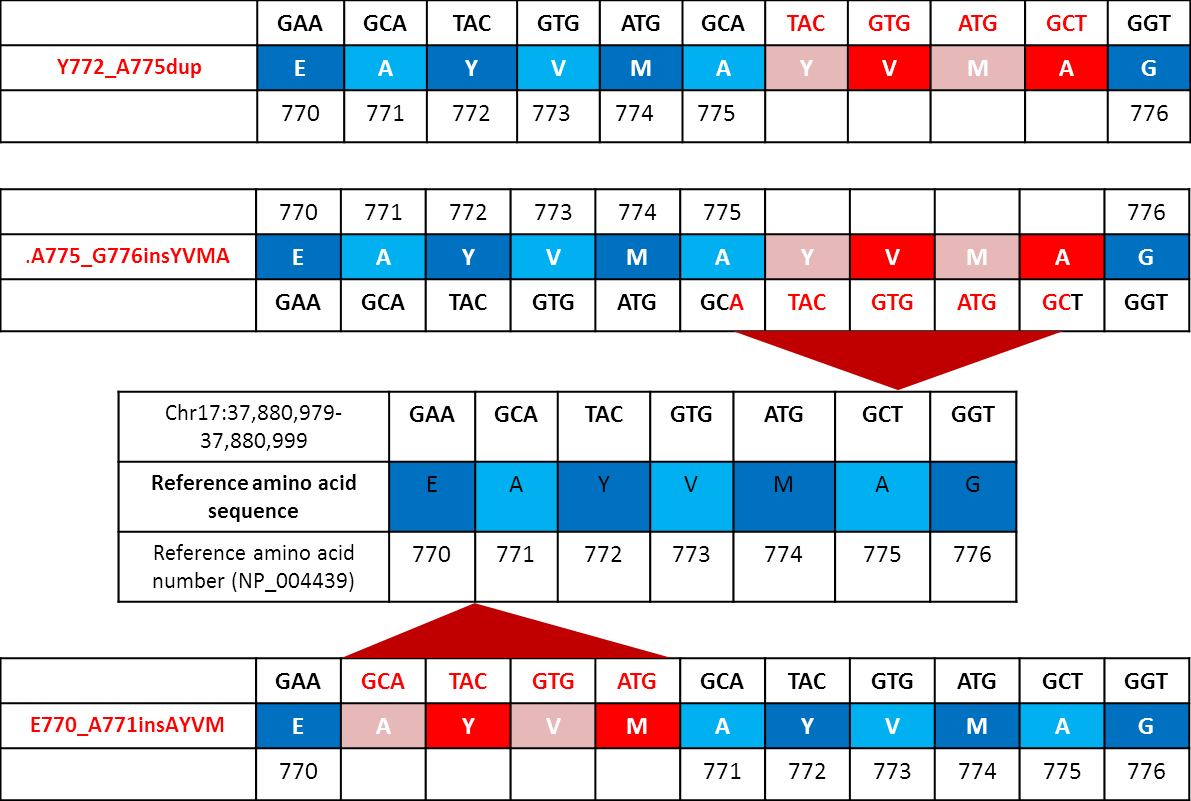 GAA GCA TAC GTG ATG GCA TAC GTG ATG GCT GGT
Y772_A775dup E A Y V M A Y V M A G
770 771 772 773 774 775 776
770 771 772 773 774 775 776
.A775_G776insYVMA E A Y V M A Y V M A G
GAA GCA TAC GTG ATG GCA TAC GTG ATG GCT GGT
Chr17:37,880,979-
37,880,999
GAA GCA TAC GTG ATG GCT GGT
Reference amino acid
sequence
E A Y V M A G
Reference amino acid
number (NP_004439)
770 771 772 773 774 775 776
GAA GCA TAC GTG ATG GCA TAC GTG ATG GCT GGT
E770_A771insAYVM E A Y V M A Y V M A G
770 771 772 773 774 775 776